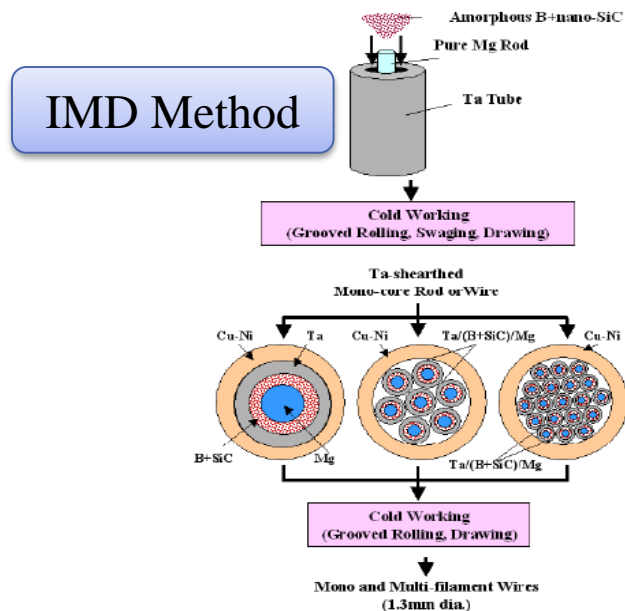 Amorphous B+nano-SiC
Pure Mg Rod
IMD Method
Ta Tube
Cold Working
(Grooved Rolling, Swaging, Drawing)
Ta-shearthed
Mono-core Rod or Wire
Cu-Ni
Ta
Cu-Ni
Ta/(B+SiC)/Mg
Cu-Ni
B+SiC
Mg
Ta/(B+SiC)/Mg
Cold Working
(Grooved Rolling, Drawing)
Mono and Multi-filament Wires
(1.3mm dia.)